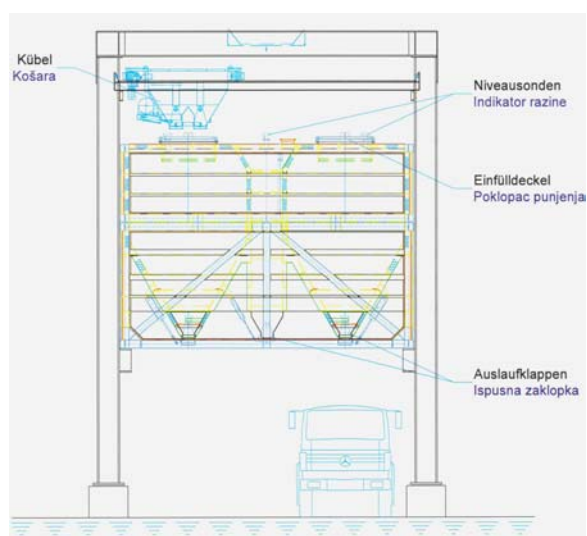 Kübel
Košara
Niveausonden
Indikator razine
Einfülldeckel
Poklopac punjenja
Auslaufklappen
Ispusna zaklopka